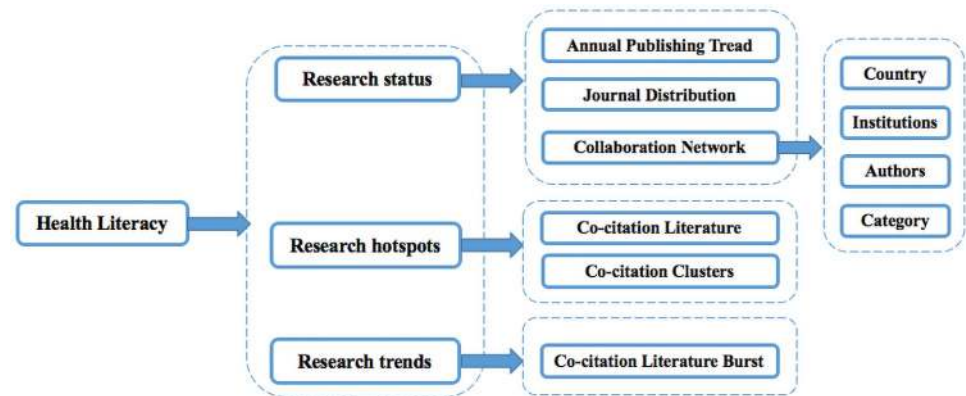 Health Literacy
Research status
Annual Publishing Tread
Journal Distribution
Collaboration Network
Country
Institutions
Authors
Category
Research hotspots
Co-citation Literature
Co-citation Clusters
Research trends
Co-citation Literature Burst